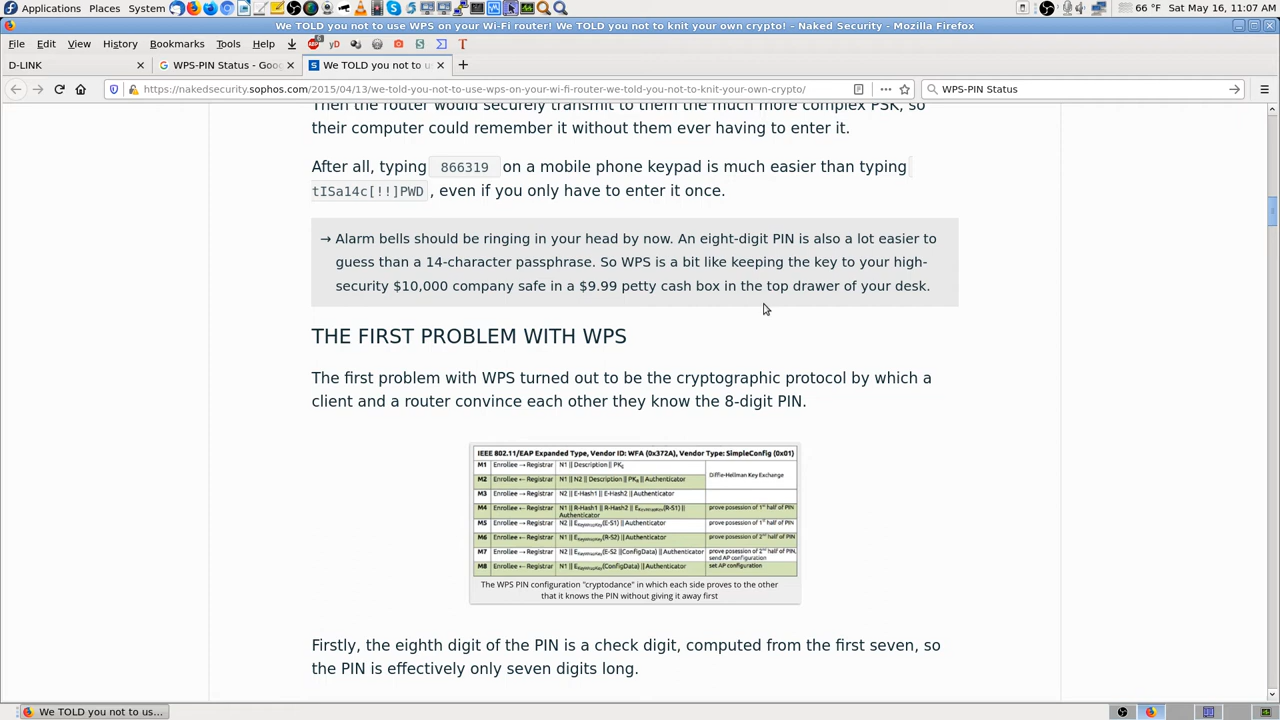 Applications Places System 66 °F Sat May 16, 11:07 AM
We TOLD you not to use WPS on your Wi-Fi router! We TOLD you not to knit your own crypto! – Naked Security - Mozilla Firefox
File Edit View History Bookmarks Tools Help
D-LINK WPS-PIN Status - Goo We TOLD you not to us
https://nakedsecurity.sophos.com/2015/04/13/we-told-you-not-to-use-wps-on-your-wi-fi-router-we-told-you-not-to-knit-your-own-crypto/ WPS-PIN Status
Then the router would securely transmit to them the much more complex PSK, so
their computer could remember it without them ever having to enter it.
After all, typing 866319 on a mobile phone keypad is much easier than typing
tISa14c[!!]PWD , even if you only have to enter it once.
→ Alarm bells should be ringing in your head by now. An eight-digit PIN is also a lot easier to
guess than a 14-character passphrase. So WPS is a bit like keeping the key to your high-
security $10,000 company safe in a $9.99 petty cash box in the top drawer of your desk.
THE FIRST PROBLEM WITH WPS
The first problem with WPS turned out to be the cryptographic protocol by which a
client and a router convince each other they know the 8-digit PIN.
IEEE 802.11/EAP Expanded Type, Vendor ID: WFA (0x372A), Vendor Type: SimpleConfig (0x01)
M1 Enrollee → Registrar N1 || Description || PKE Diffie-Hellman Key Exchange
M2 Enrollee ← Registrar N1 || N2 || Description || PKR || Authenticator
M3 Enrollee → Registrar N2 || E-Hash1 || E-Hash2 || Authenticator
M4 Enrollee ← Registrar N1 || R-Hash1 || R-Hash2 || EKeyWrapKey(R-S1) || Authenticator prove posession of 1st half of PIN
M5 Enrollee → Registrar N2 || EKeyWrapKey(E-S1) || Authenticator prove posession of 1st half of PIN
M6 Enrollee ← Registrar N1 || EKeyWrapKey(R-S2) || Authenticator prove posession of 2nd half of PIN
M7 Enrollee → Registrar N2 || EKeyWrapKey(E-S2 ||ConfigData) || Authenticator prove posession of 2nd half of PIN, send AP configuration
M8 Enrollee ← Registrar N1 || EKeyWrapKey(ConfigData) || Authenticator set AP configuration
The WPS PIN configuration "cryptodance" in which each side proves to the other
that it knows the PIN without giving it away first
Firstly, the eighth digit of the PIN is a check digit, computed from the first seven, so
the PIN is effectively only seven digits long.
We TOLD you not to us...